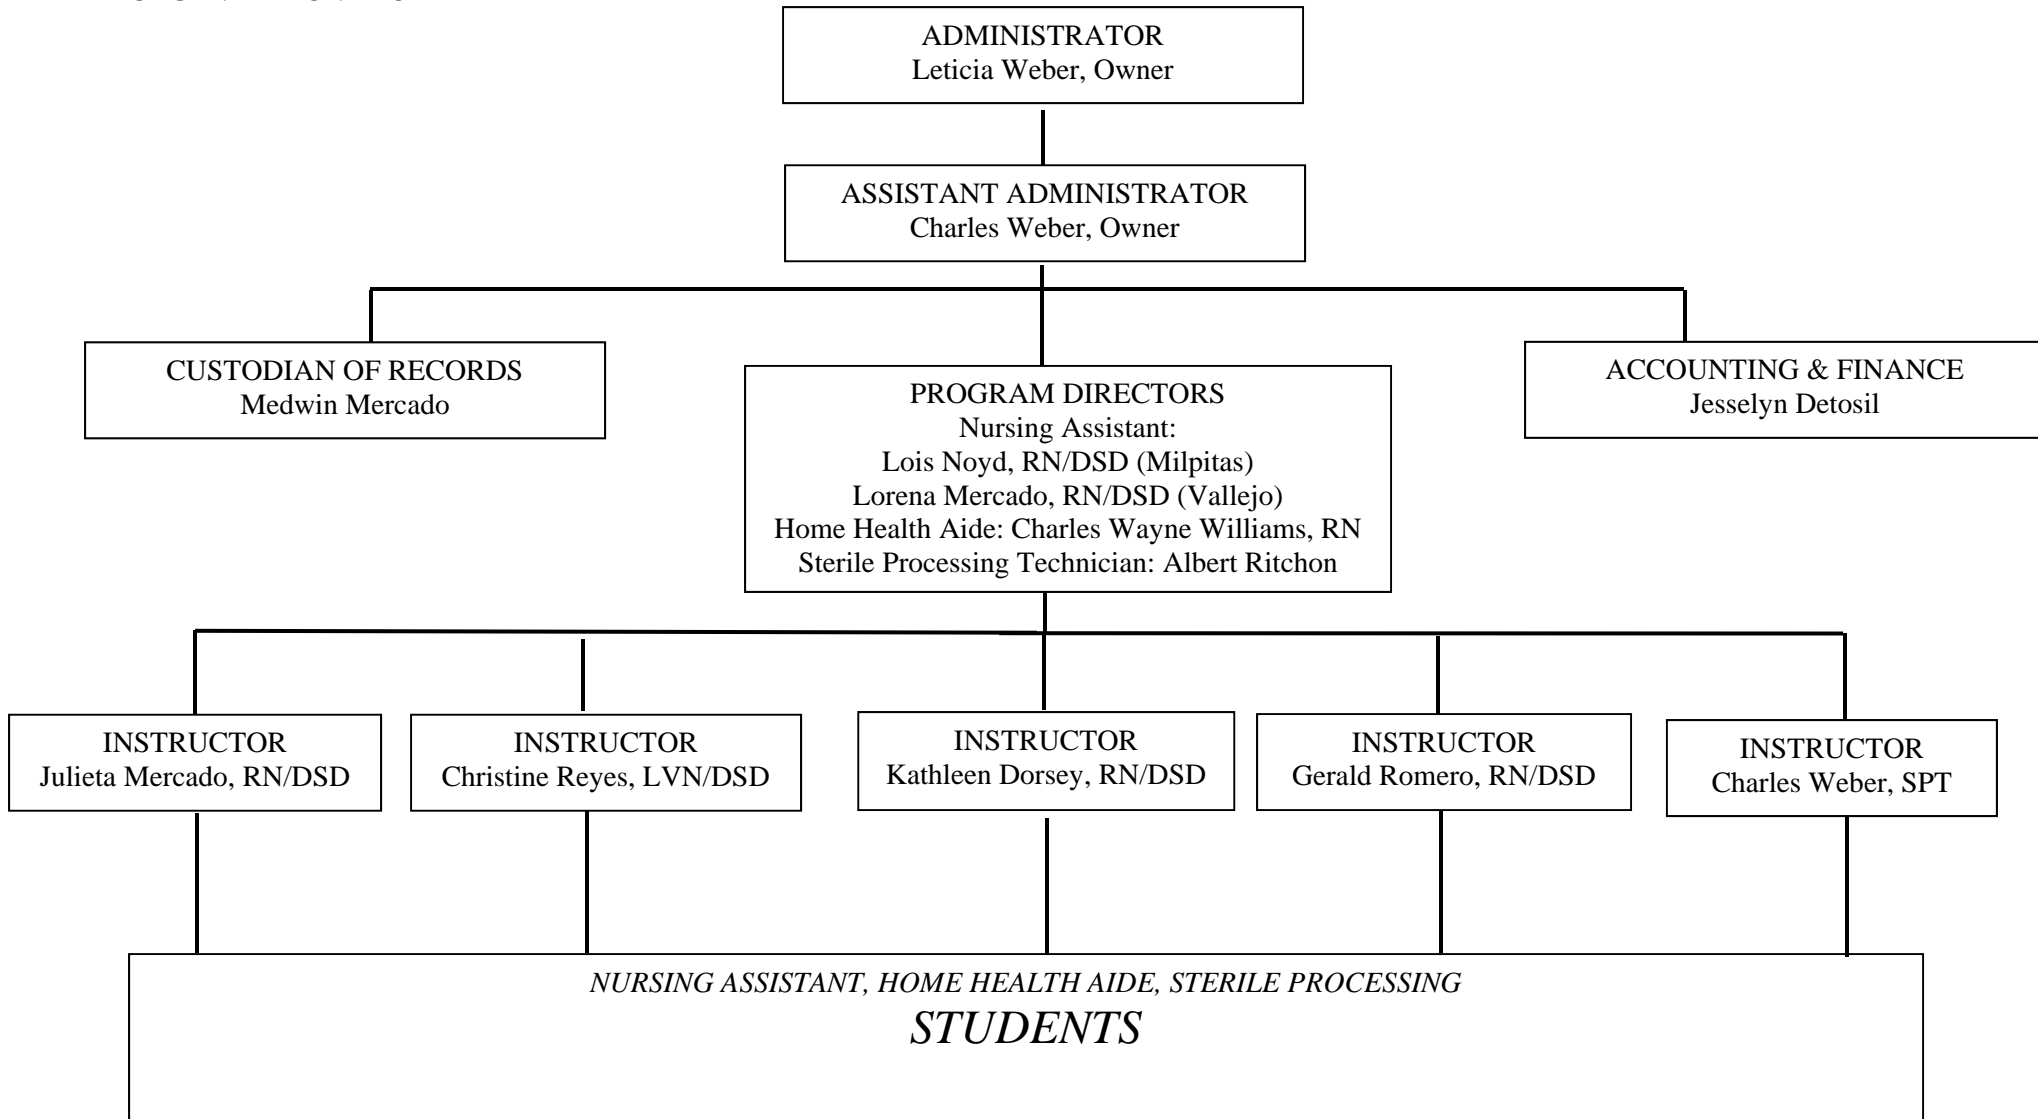 ADMINISTRATOR
Leticia Weber, Owner
ASSISTANT ADMINISTRATOR
Charles Weber, Owner
CUSTODIAN OF RECORDS
Medwin Mercado
PROGRAM DIRECTORS
Nursing Assistant:
Lois Noyd, RN/DSD (Milpitas)
Lorena Mercado, RN/DSD (Vallejo)
Home Health Aide: Charles Wayne Williams, RN
Sterile Processing Technician: Albert Ritchon
ACCOUNTING & FINANCE
Jesselyn Detosil
INSTRUCTOR
Julieta Mercado, RN/DSD
INSTRUCTOR
Christine Reyes, LVN/DSD
INSTRUCTOR
Kathleen Dorsey, RN/DSD
INSTRUCTOR
Gerald Romero, RN/DSD
INSTRUCTOR
Charles Weber, SPT
NURSING ASSISTANT, HOME HEALTH AIDE, STERILE PROCESSING
STUDENTS